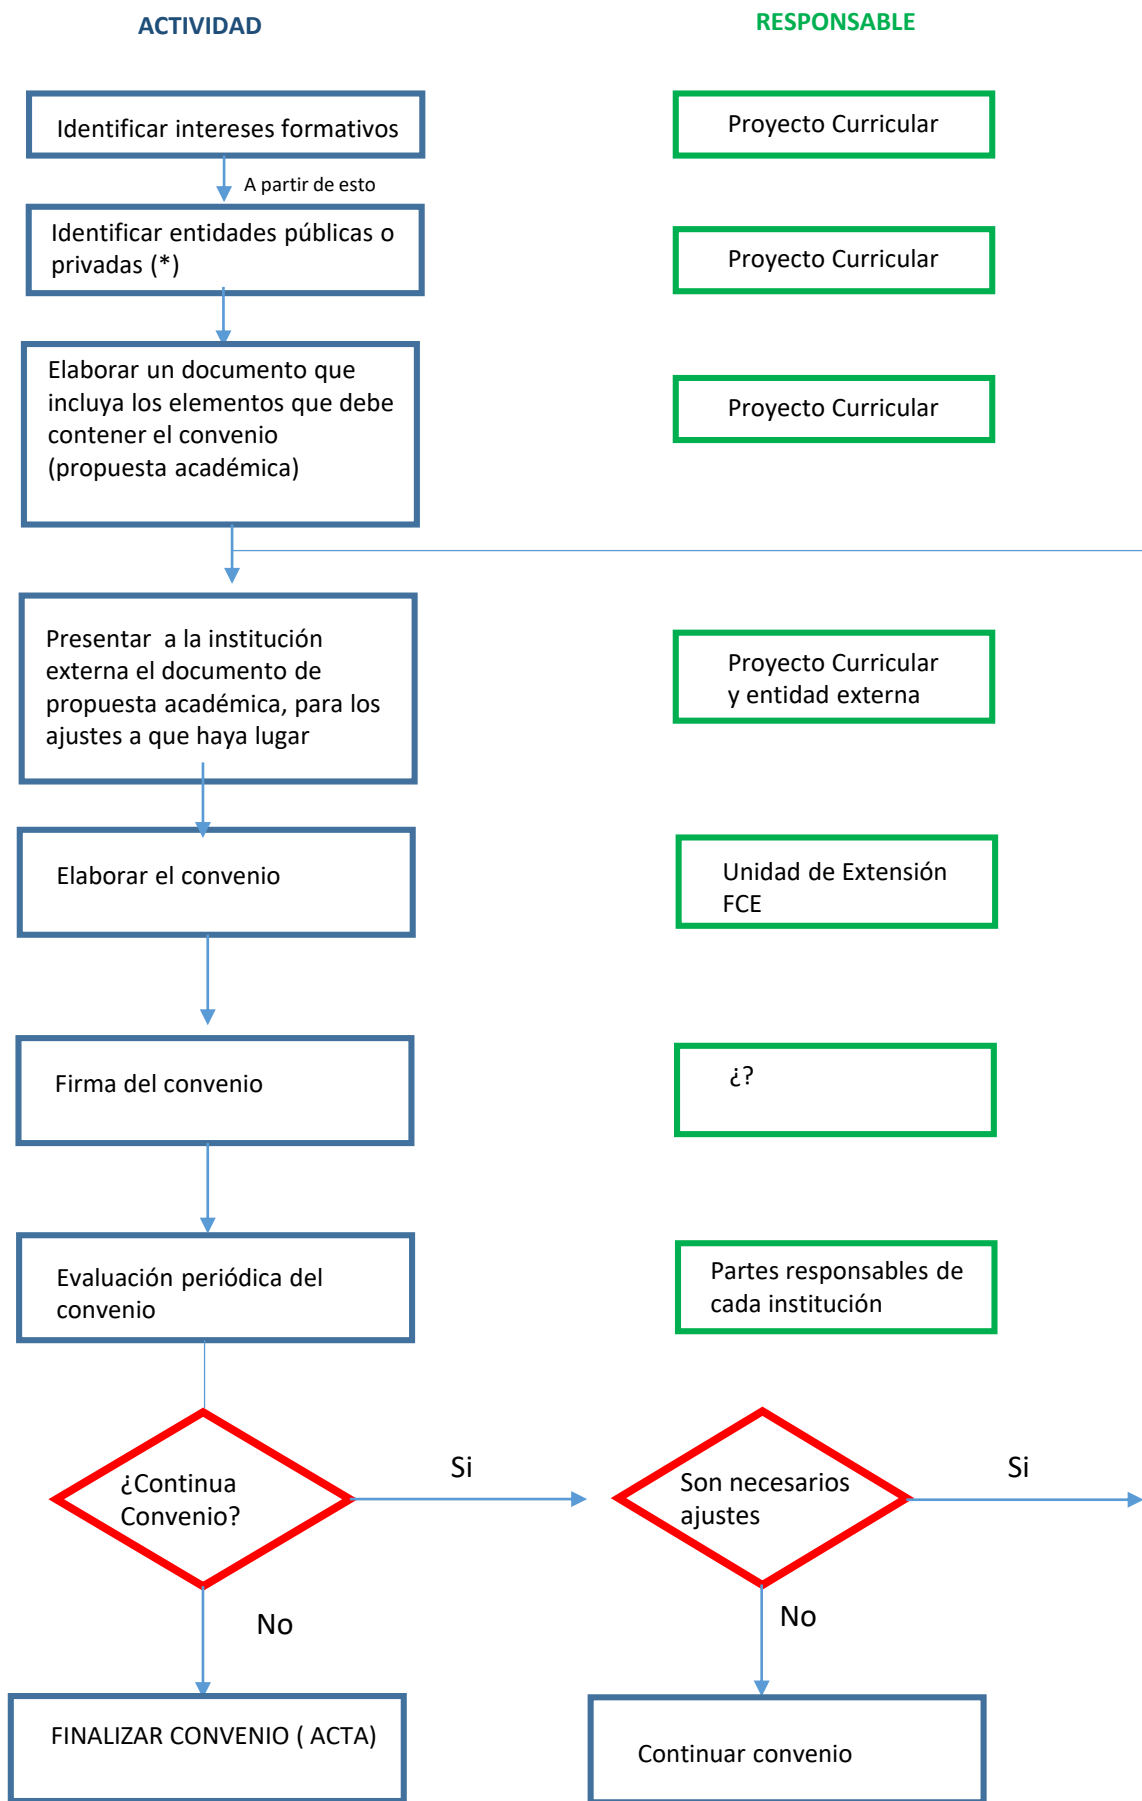 ACTIVIDAD
RESPONSABLE
Identificar intereses formativos
Proyecto Curricular
A partir de esto
Identificar entidades públicas o
privadas (*)
Proyecto Curricular
Elaborar un documento que
incluya los elementos que debe
contener el convenio
(propuesta académica)
Proyecto Curricular
Presentar a la institución
externa el documento de
propuesta académica, para los
ajustes a que haya lugar
Proyecto Curricular
y entidad externa
Elaborar el convenio
Unidad de Extensión
FCE
Firma del convenio
¿?
Evaluación periódica del
convenio
Partes responsables de
cada institución
¿Continua
Convenio?
Si
Son necesarios
ajustes
Si
No
No
FINALIZAR CONVENIO ( ACTA)
Continuar convenio